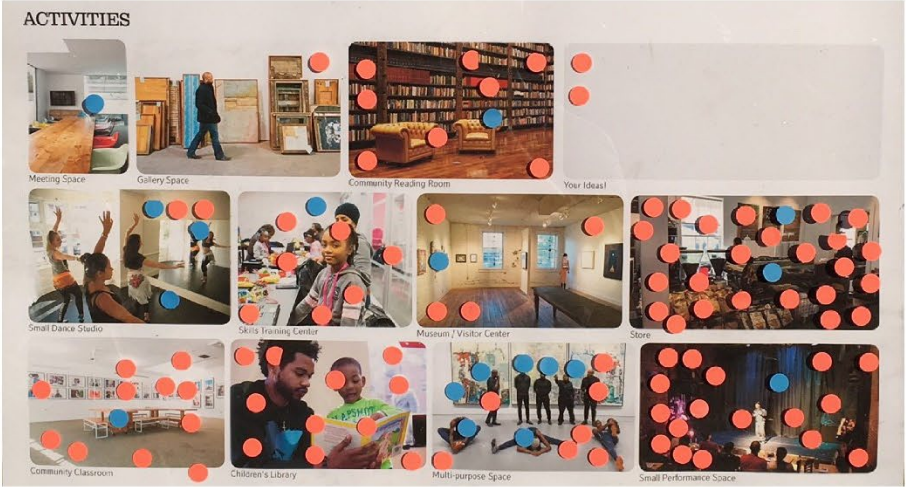 ACTIVITIES
Meeting Space
Gallery Space
Community Reading Room
Your Ideas!
Small Dance Studio
Skills Training Center
Museum / Visitor Center
Store
Community Classroom
Children's Library
Multi-purpose Space
Small Performance Space